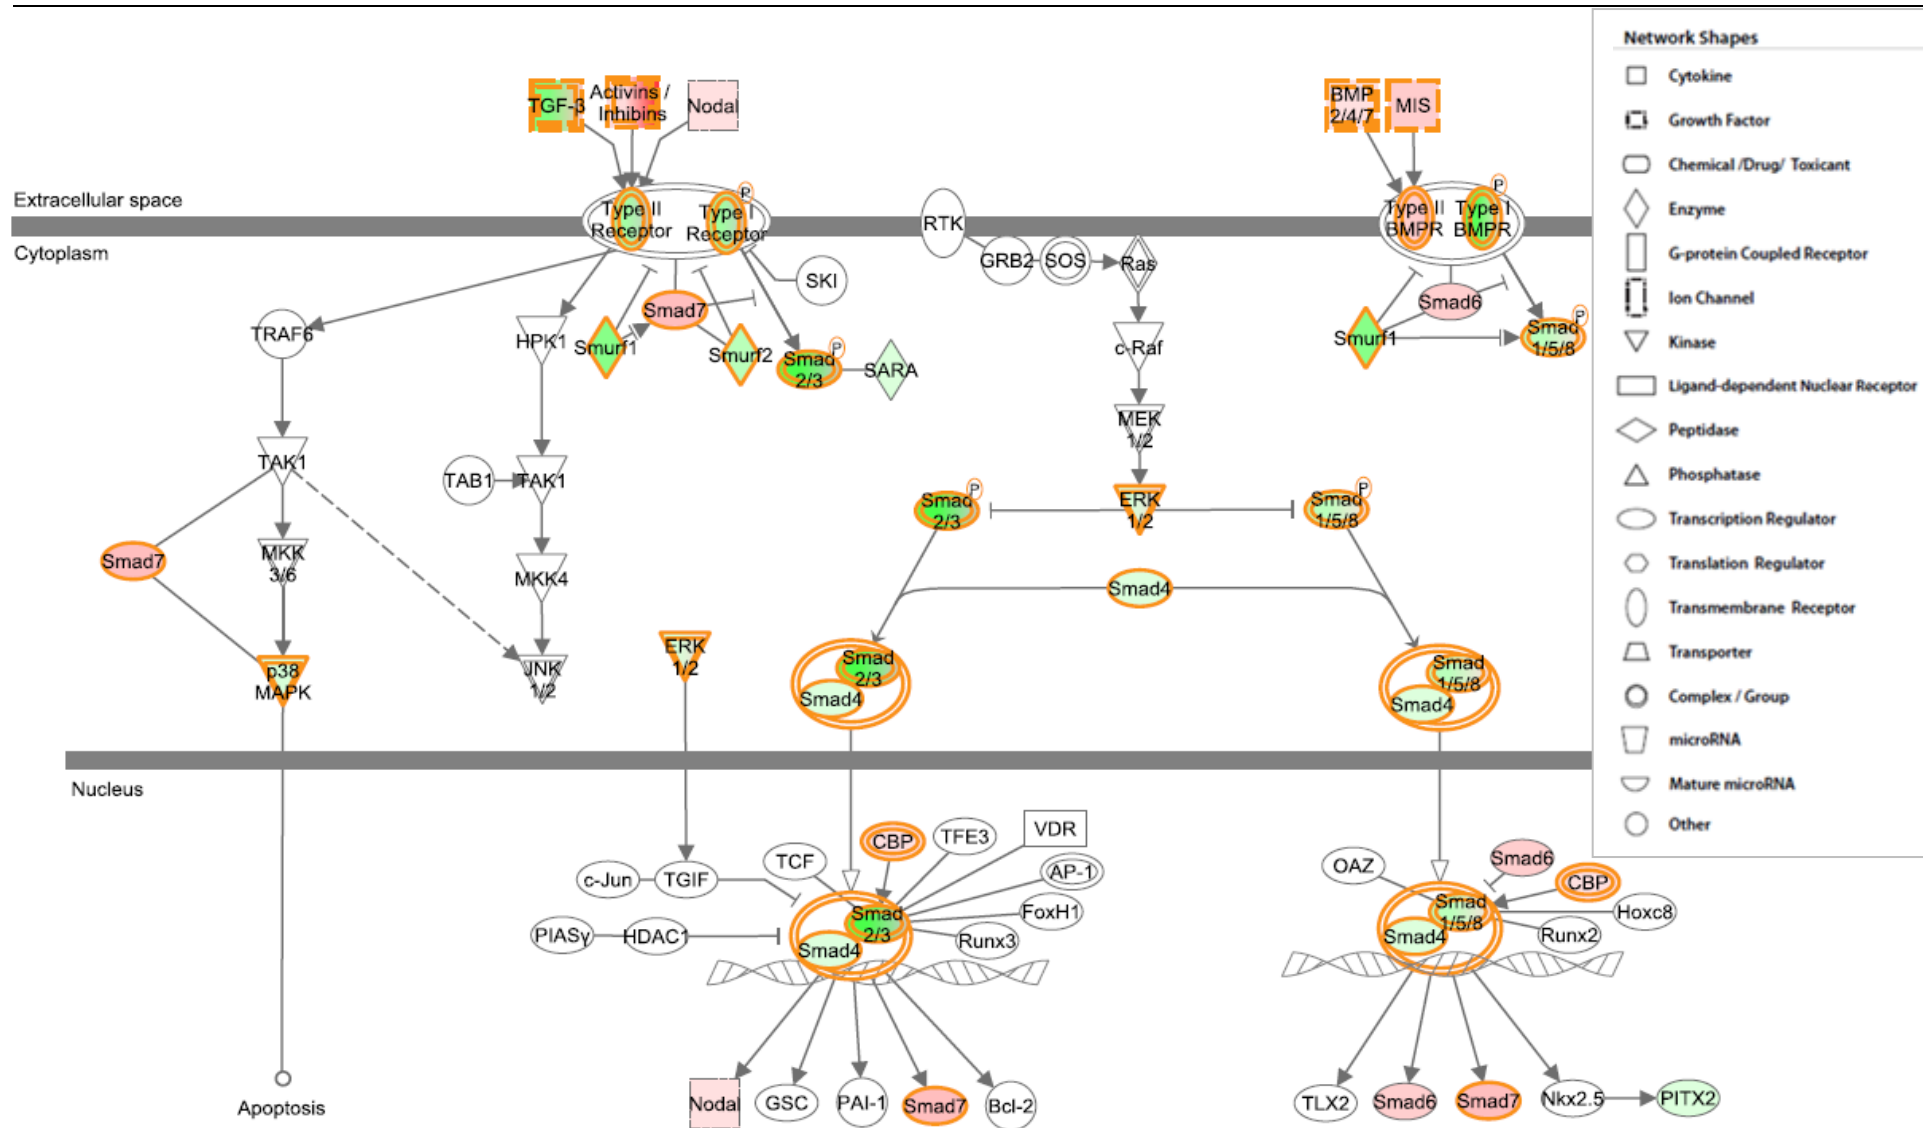 TGF-β
Activins /
Inhibins
Nodal
BMP
2/4/7
MIS
Extracellular space
Cytoplasm
Type II
Receptor
P
Type I
Receptor
RTK
GRB2
SOS
Ras
Type II
BMPR
P
Type I
BMPR
SKI
Smad7
Smurf1
Smurf2
P
Smad
2/3
SARA
TRAF6
HPK1
c-Raf
Smad6
Smurf1
P
Smad
1/5/8
MEK
1/2
TAK1
TAB1
TAK1
P
Smad
2/3
ERK
1/2
P
Smad
1/5/8
Smad7
MKK
3/6
MKK4
Smad4
p38
MAPK
JNK
1/2
ERK
1/2
Smad
2/3
Smad4
Smad
1/5/8
Smad4
Nucleus
c-Jun
TGIF
TCF
CBP
TFE3
VDR
AP-1
FoxH1
Runx3
PIASγ
HDAC1
Smad
2/3
Smad4
OAZ
Smad6
CBP
Hoxc8
Runx2
Smad
1/5/8
Smad4
Apoptosis
Nodal
GSC
PAI-1
Smad7
Bcl-2
TLX2
Smad6
Smad7
Nkx2.5
PITX2
Network Shapes
Cytokine
Growth Factor
Chemical /Drug/ Toxicant
Enzyme
G-protein Coupled Receptor
Ion Channel
Kinase
Ligand-dependent Nuclear Receptor
Peptidase
Phosphatase
Transcription Regulator
Translation Regulator
Transmembrane Receptor
Transporter
Complex / Group
microRNA
Mature microRNA
Other